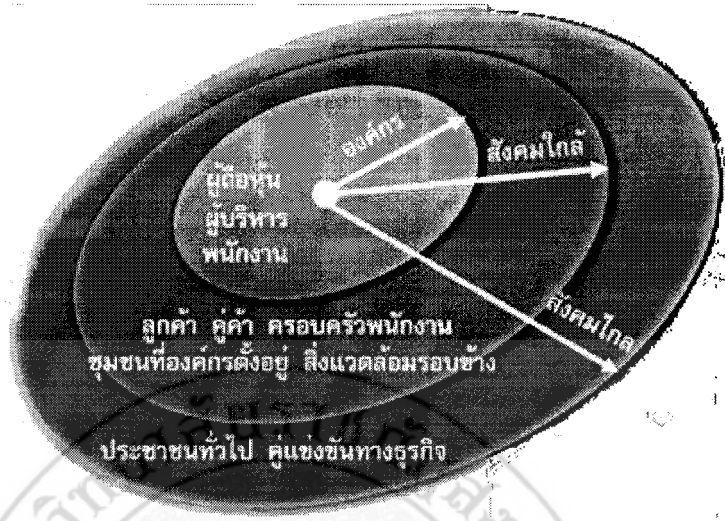 องค์กร
สังคมใกล้
ผู้ถือหุ้น
ผู้บริหาร
พนักงาน
สังคมไกล
ลูกค้า คู่ค้า ครอบครัวพนักงาน
ชุมชนที่องค์กรตั้งอยู่ สิ่งแวดล้อมรอบข้าง
ประชาชนทั่วไป คู่แข่งขันทางธุรกิจ